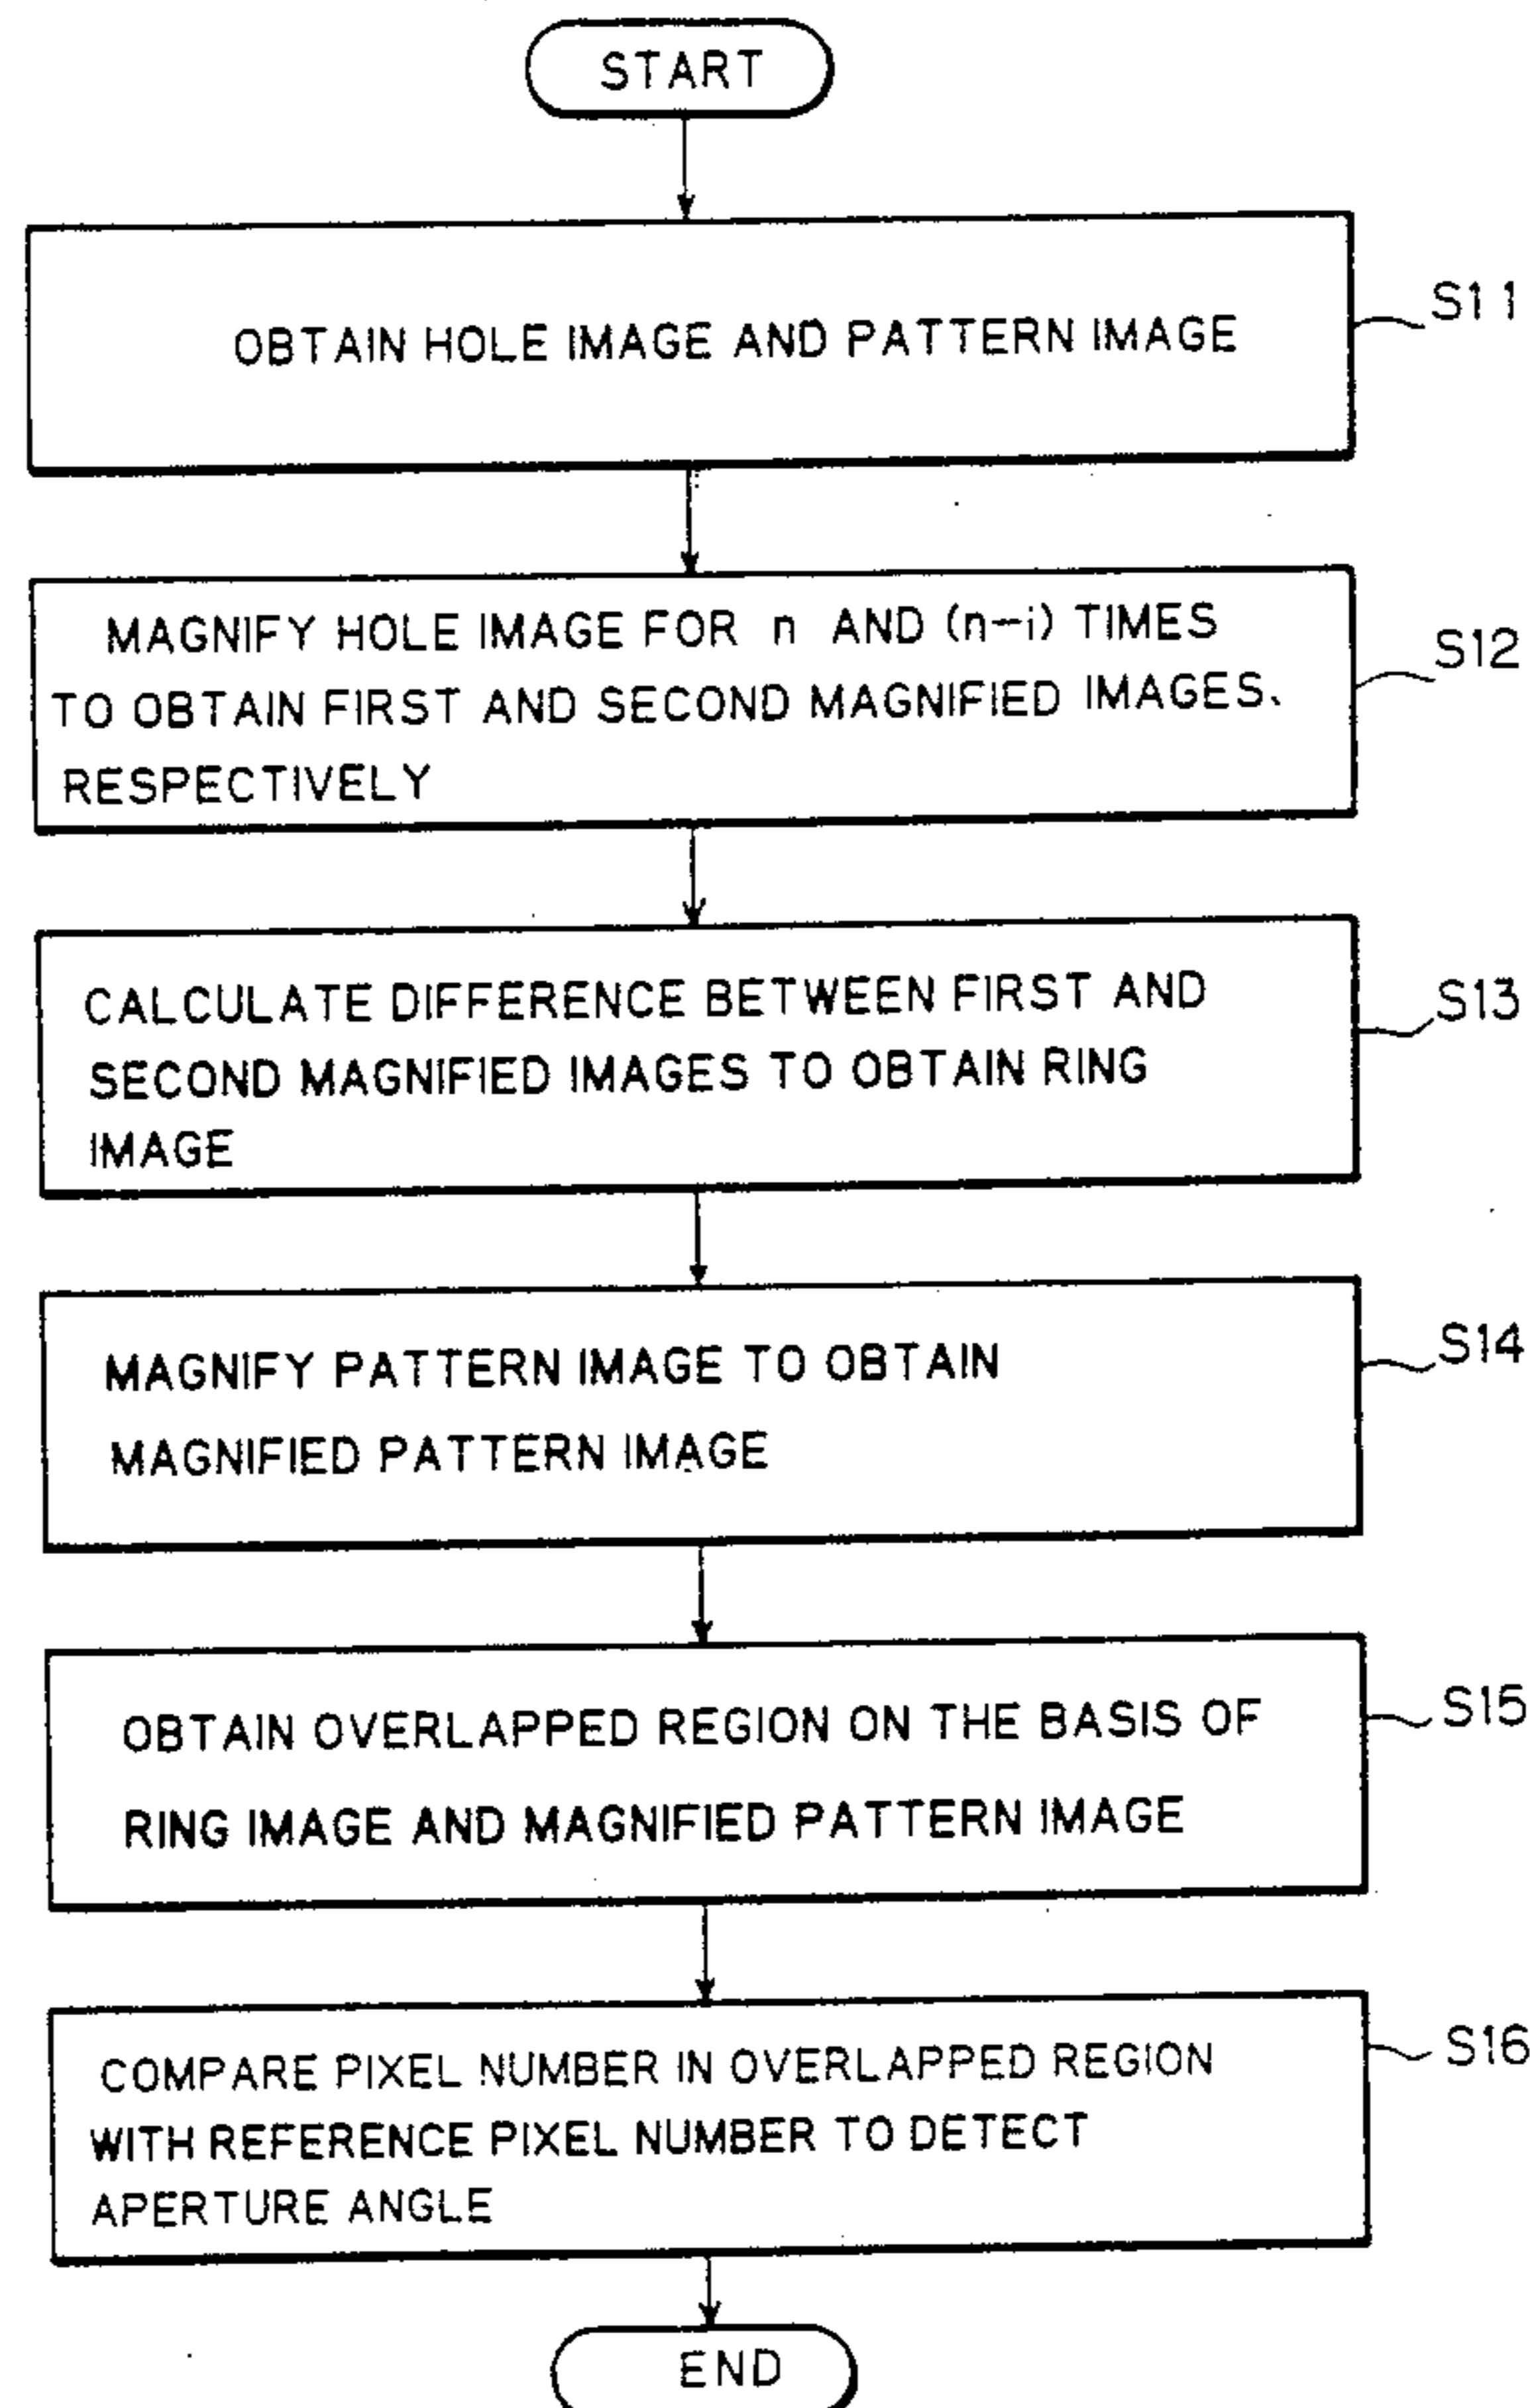 START
OBTAIN HOLE IMAGE AND PATTERN IMAGE
S11
MAGNIFY HOLE IMAGE FOR n AND (n-i) TIMES
TO OBTAIN FIRST AND SECOND MAGNIFIED IMAGES、
RESPECTIVELY
S12
CALCULATE DIFFERENCE BETWEEN FIRST AND
SECOND MAGNIFIED IMAGES TO OBTAIN RING
IMAGE
S13
MAGNIFY PATTERN IMAGE TO OBTAIN
MAGNIFIED PATTERN IMAGE
S14
OBTAIN OVERLAPPED REGION ON THE BASIS OF
RING IMAGE AND MAGNIFIED PATTERN IMAGE
S15
COMPARE PIXEL NUMBER IN OVERLAPPED REGION
WITH REFERENCE PIXEL NUMBER TO DETECT
APERTURE ANGLE
S16
END